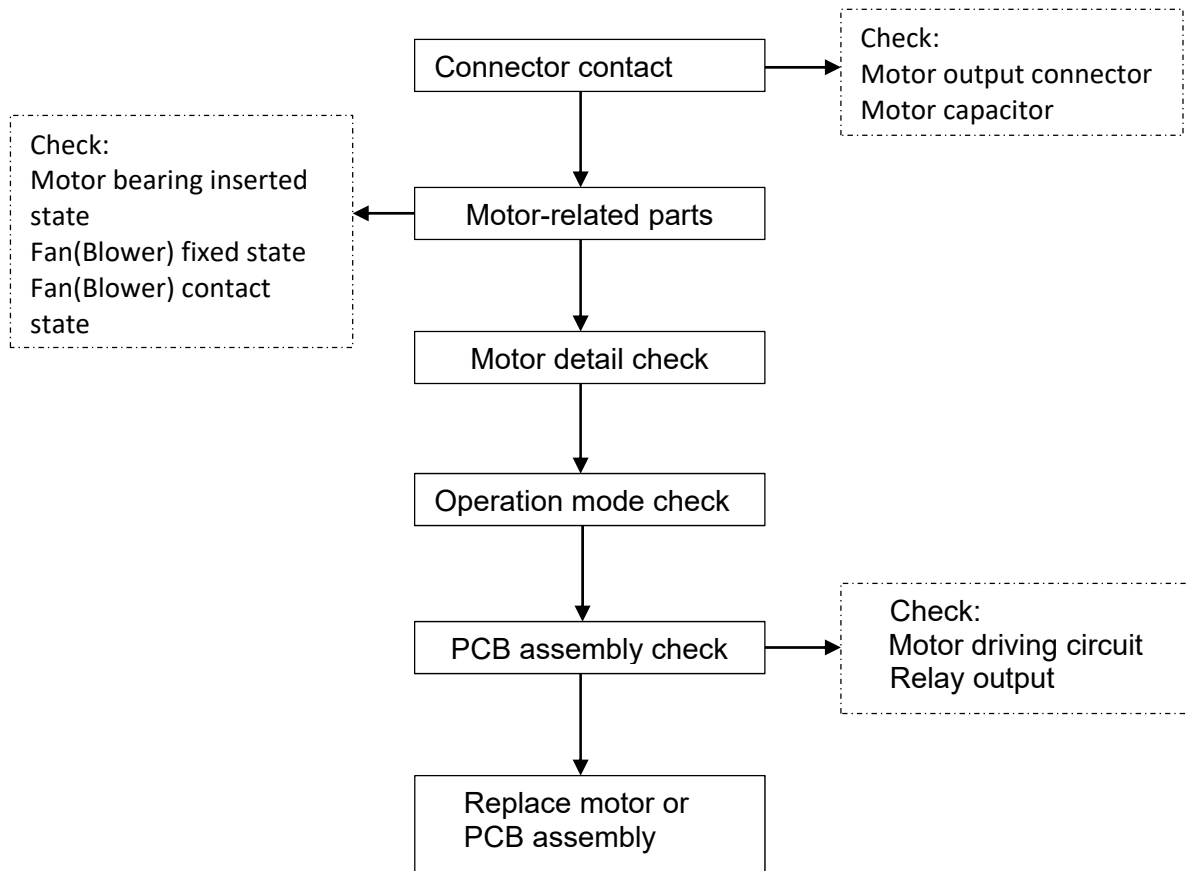 Connector contact
Check:
Motor output connector
Motor capacitor
Check:
Motor bearing inserted
state
Fan(Blower) fixed state
Fan(Blower) contact
state
Motor-related parts
Motor detail check
Operation mode check
PCB assembly check
Check:
Motor driving circuit
Relay output
Replace motor or
PCB assembly